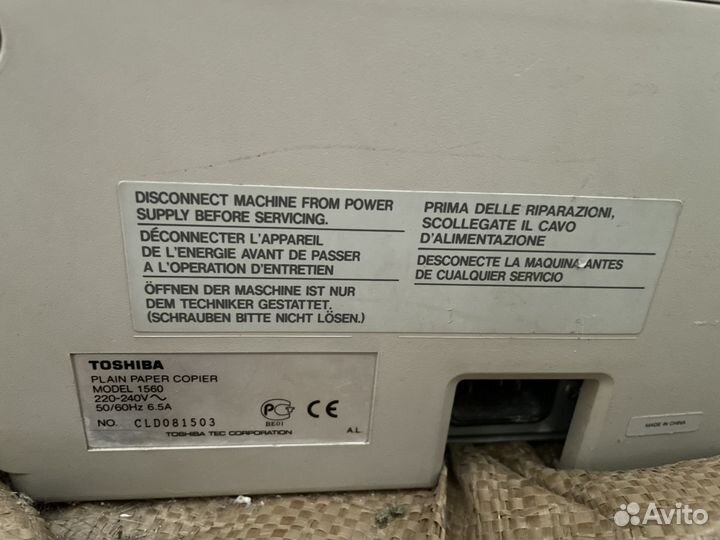 DISCONNECT MACHINE FROM POWER
SUPPLY BEFORE SERVICING.
DÉCONNECTER L'APPAREIL
DE L'ENERGIE AVANT DE PASSER
A L'OPERATION D'ENTRETIEN
ÖFFNEN DER MASCHINE IST NUR
DEM TECHNIKER GESTATTET.
(SCHRAUBEN BITTE NICHT LÖSEN.)
PRIMA DELLE RIPARAZIONI,
SCOLLEGATE IL CAVO
D'ALIMENTAZIONE
DESCONECTE LA MAQUINA ANTES
DE CUALQUIER SERVICIO
TOSHIBA
PLAIN PAPER COPIER
MODEL 1560
220-240V~
50/60Hz 6.5A
NO. CLD081503
TOSHIBA TEC CORPORATION
РСТ
BE01
CE
A.L.
MADE IN CHINA
Avito